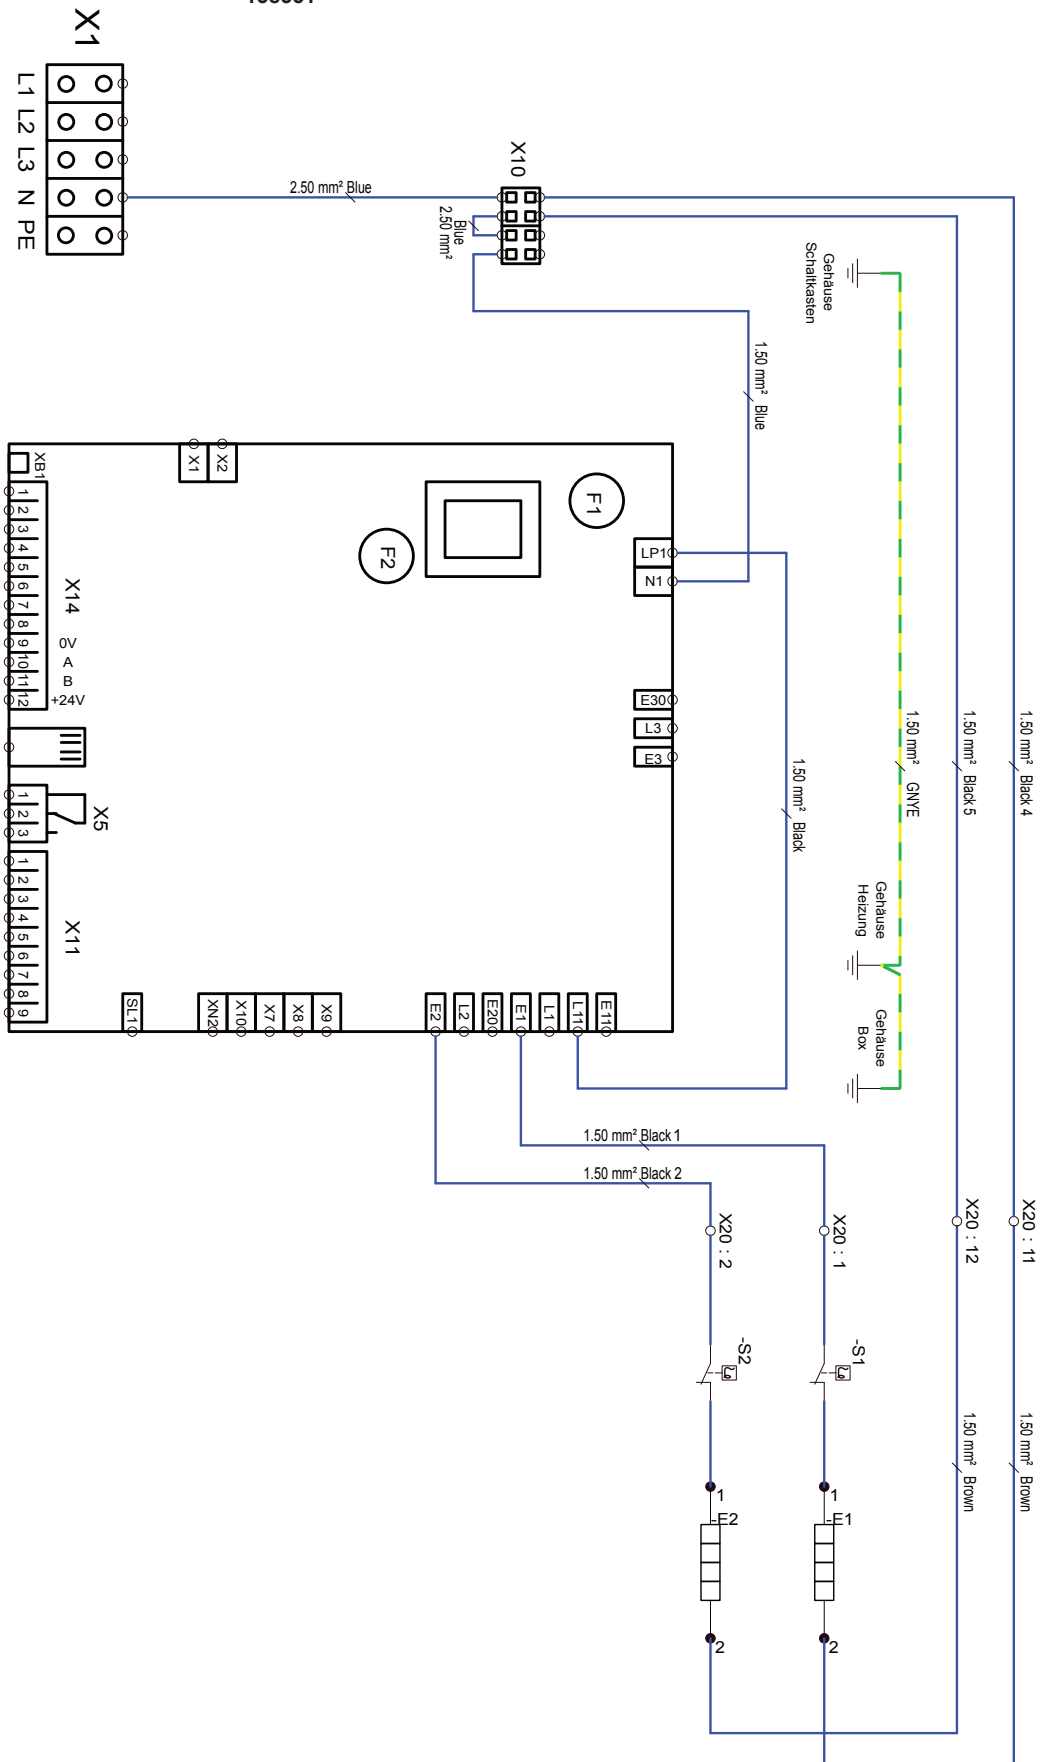 X1
L1
L2
L3
N
PE
2.50 mm² Blue
X10
Blue
2.50 mm²
1.50 mm² Blue
Gehäuse
Schaltkasten
1.50 mm² GNYE
1.50 mm² Black 5
1.50 mm² Black 4
Gehäuse
Heizung
Gehäuse
Box
1.50 mm² Black
XB1
X1
X2
F1
F2
LP1
N1
E30
L3
E3
X14
1
2
3
4
5
6
7
8
9
10
11
12
0V
A
B
+24V
X5
1
2
3
X11
1
2
3
4
5
6
7
8
9
SL1
XN2
X10
X7
X8
X9
E2
L2
E20
E1
L1
L11
E11
1.50 mm² Black 1
1.50 mm² Black 2
X20 : 2
X20 : 1
X20 : 12
X20 : 11
-S2
-S1
1.50 mm² Brown
1.50 mm² Brown
1
-E2
2
1
-E1
2